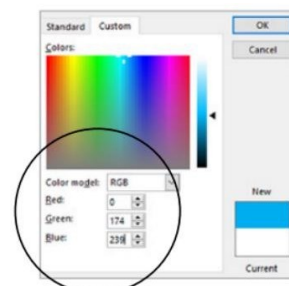 Standard Custom OK
Colors: Cancel
Color model: RGB
Red: 0
Green: 174
Blue: 239
New
Current